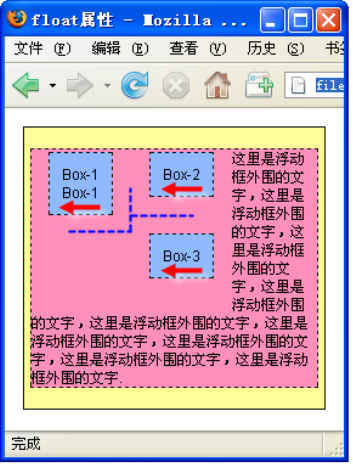 float属性 - Mozilla ...
文件 (F) 编辑 (E) 查看 (V) 历史 (S) 书
file
Box-1
Box-1
Box-2
Box-3
这里是浮动
框外围的文
字，这里是
浮动框外围
的文字，这
里是浮动框
外围的文
字，这里是
浮动框外围
的文字，这里是浮动框外围的文字，这里是
浮动框外围的文字，这里是浮动框外围的文
字，这里是浮动框外围的文字，这里是浮动
框外围的文字.
完成